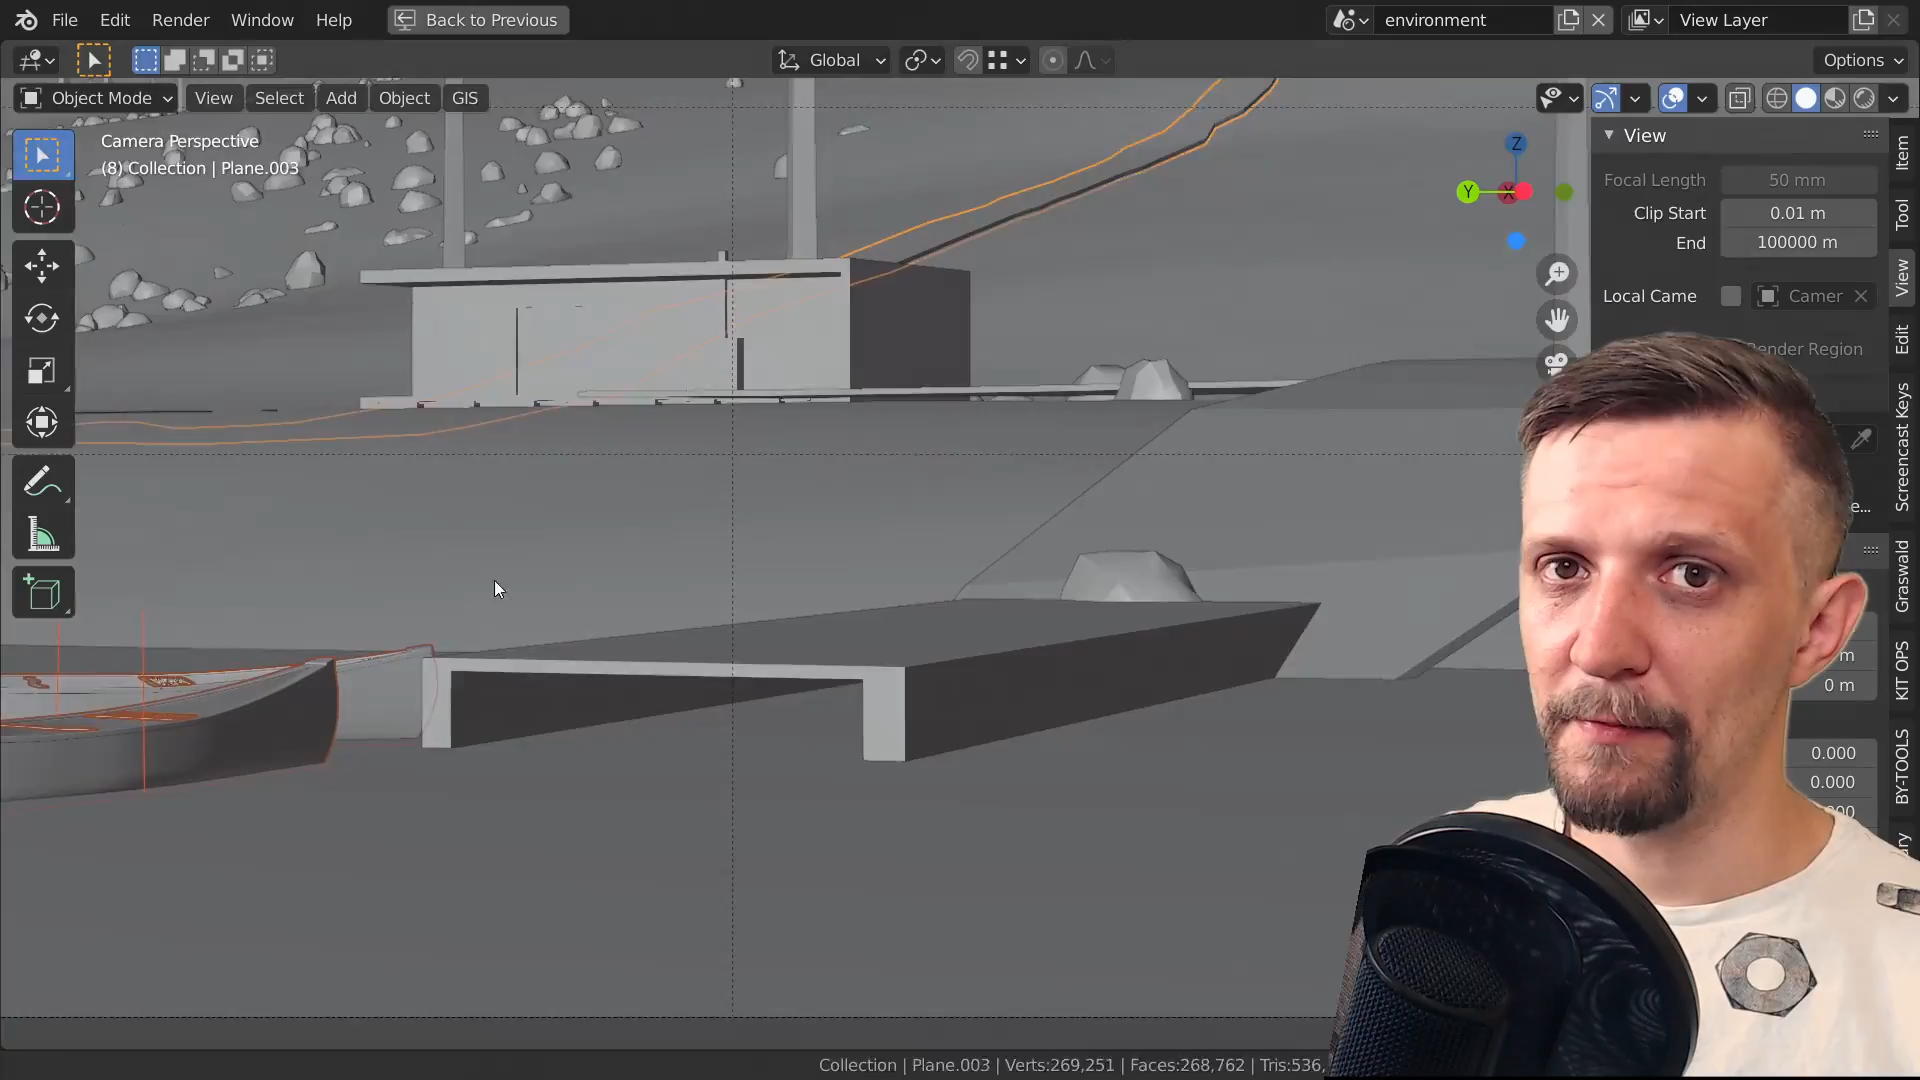 File Edit Render Window Help Back to Previous environment View Layer
Global Options
Object Mode View Select Add Object GIS
Camera Perspective
(8) Collection | Plane.003
Z
Y X
View
Focal Length 50 mm
Clip Start 0.01 m
End 100000 m
Local Came Camer
Render Region
e...
m
0 m
0.000
0.000
Item
Tool
View
Edit
Screencast Keys
Graswald
KIT OPS
BY-TOOLS
Collection | Plane.003 | Verts:269,251 | Faces:268,762 | Tris:536,